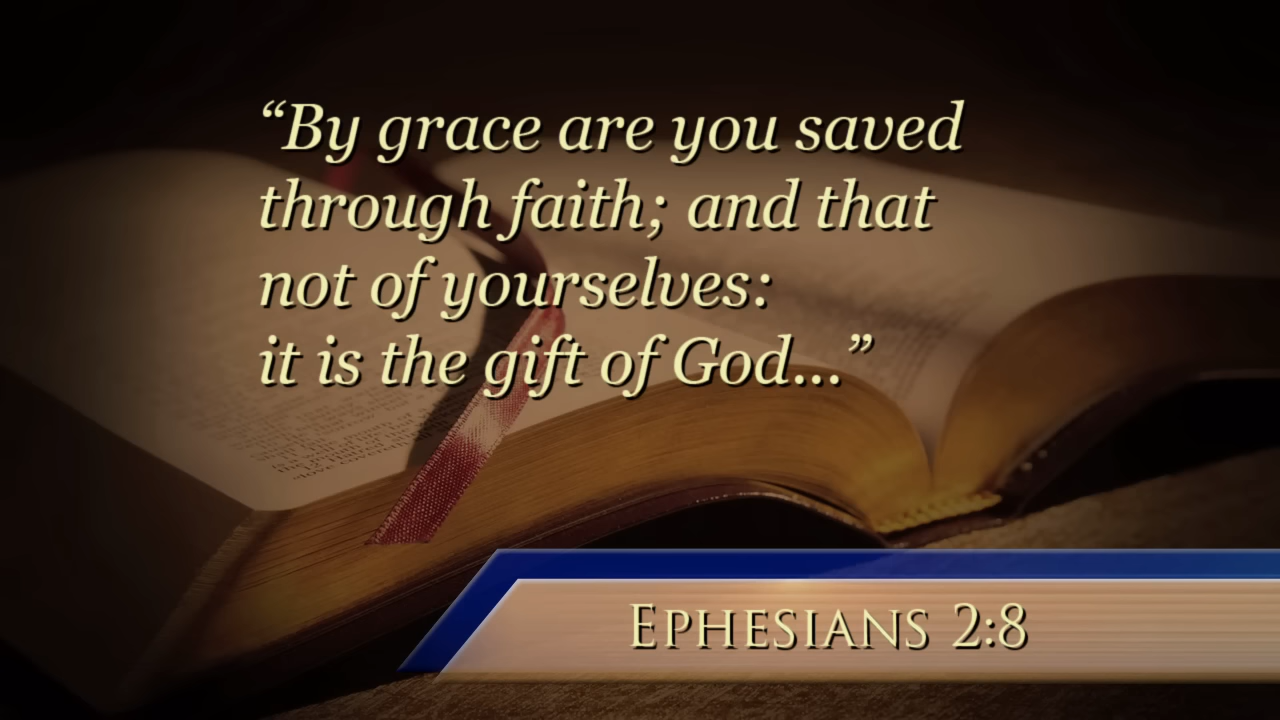 “By grace are you saved
through faith; and that
not of yourselves:
it is the gift of God...”
EPHESIANS 2:8